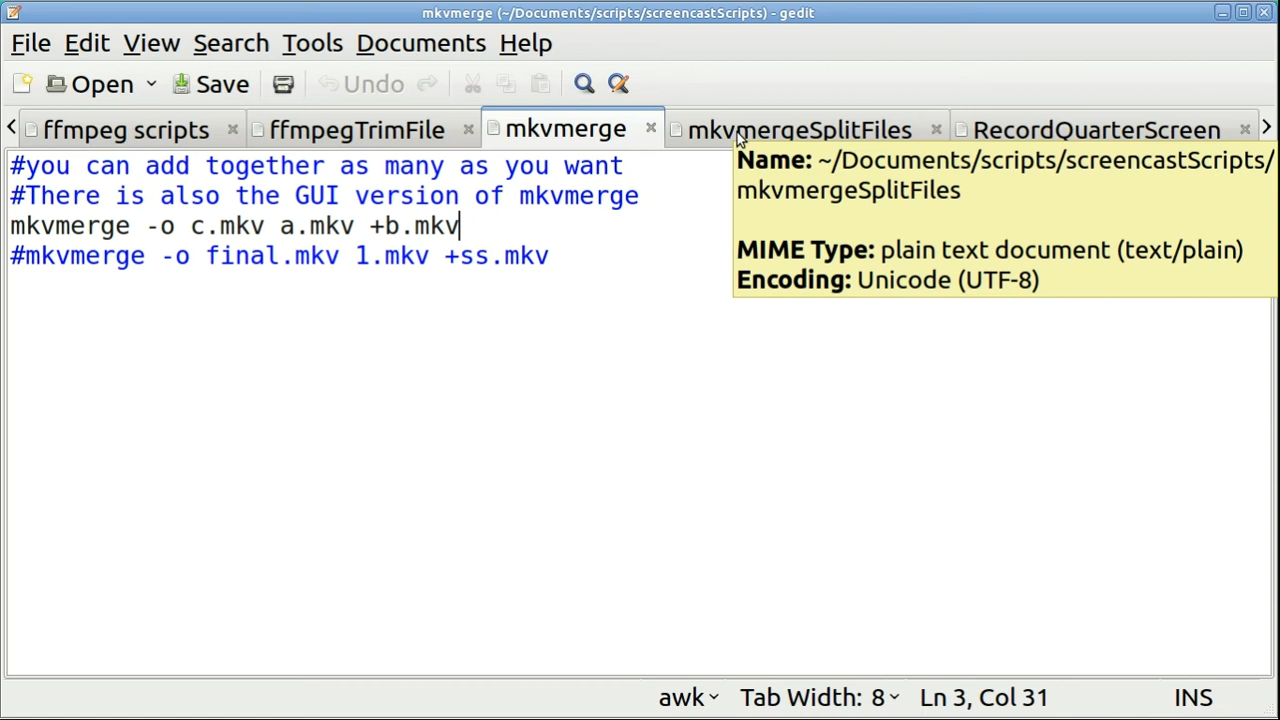 mkvmerge (~/Documents/scripts/screencastScripts) - gedit
File Edit View Search Tools Documents Help
Open Save Undo
ffmpeg scripts ffmpegTrimFile mkvmerge mkvmergeSplitFiles RecordQuarterScreen
#you can add together as many as you want
#There is also the GUI version of mkvmerge
mkvmerge -o c.mkv a.mkv +b.mkv
#mkvmerge -o final.mkv 1.mkv +ss.mkv
Name: ~/Documents/scripts/screencastScripts/
mkvmergeSplitFiles
MIME Type: plain text document (text/plain)
Encoding: Unicode (UTF-8)
awk Tab Width: 8 Ln 3, Col 31 INS